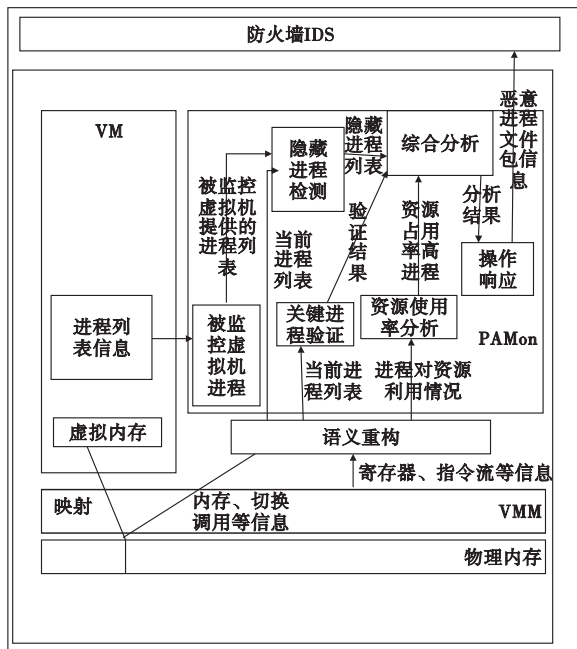 防火墙IDS
VM
进程列
表信息
虚拟内存
被监控
虚拟机
提供的
进程列
表
被监
控虚
拟机
进程
隐藏
进程
检测
隐藏
进程
列表
综合分析
恶意
进程
文件
包信
息
当前
进程
列表
验证
结果
资源
占用
率高
进程
分析
结果
操作
响应
关键进
程验证
资源使用
率分析
PAMon
当前进
程列表
进程对资源
利用情况
语义重构
寄存器、指令流等信息
映射
内存、切换
调用等信息
VMM
物理内存